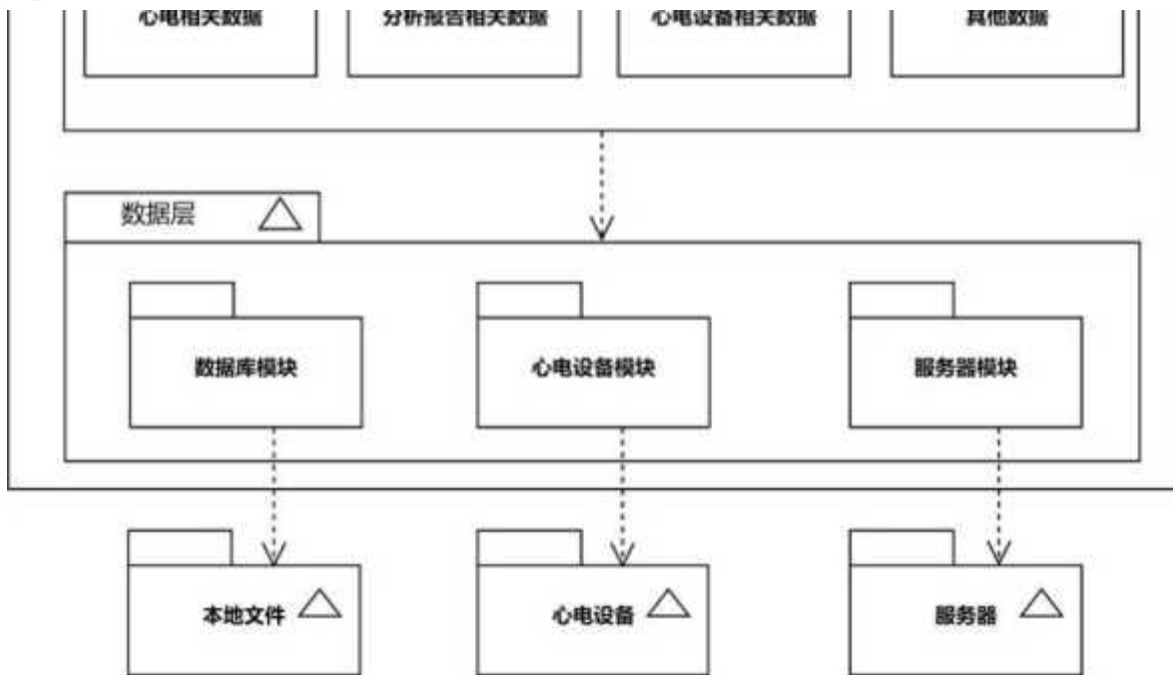 心电相关数据
分析报告相关数据
心电设备相关数据
其他数据
数据层
数据库模块
心电设备模块
服务器模块
本地文件
心电设备
服务器